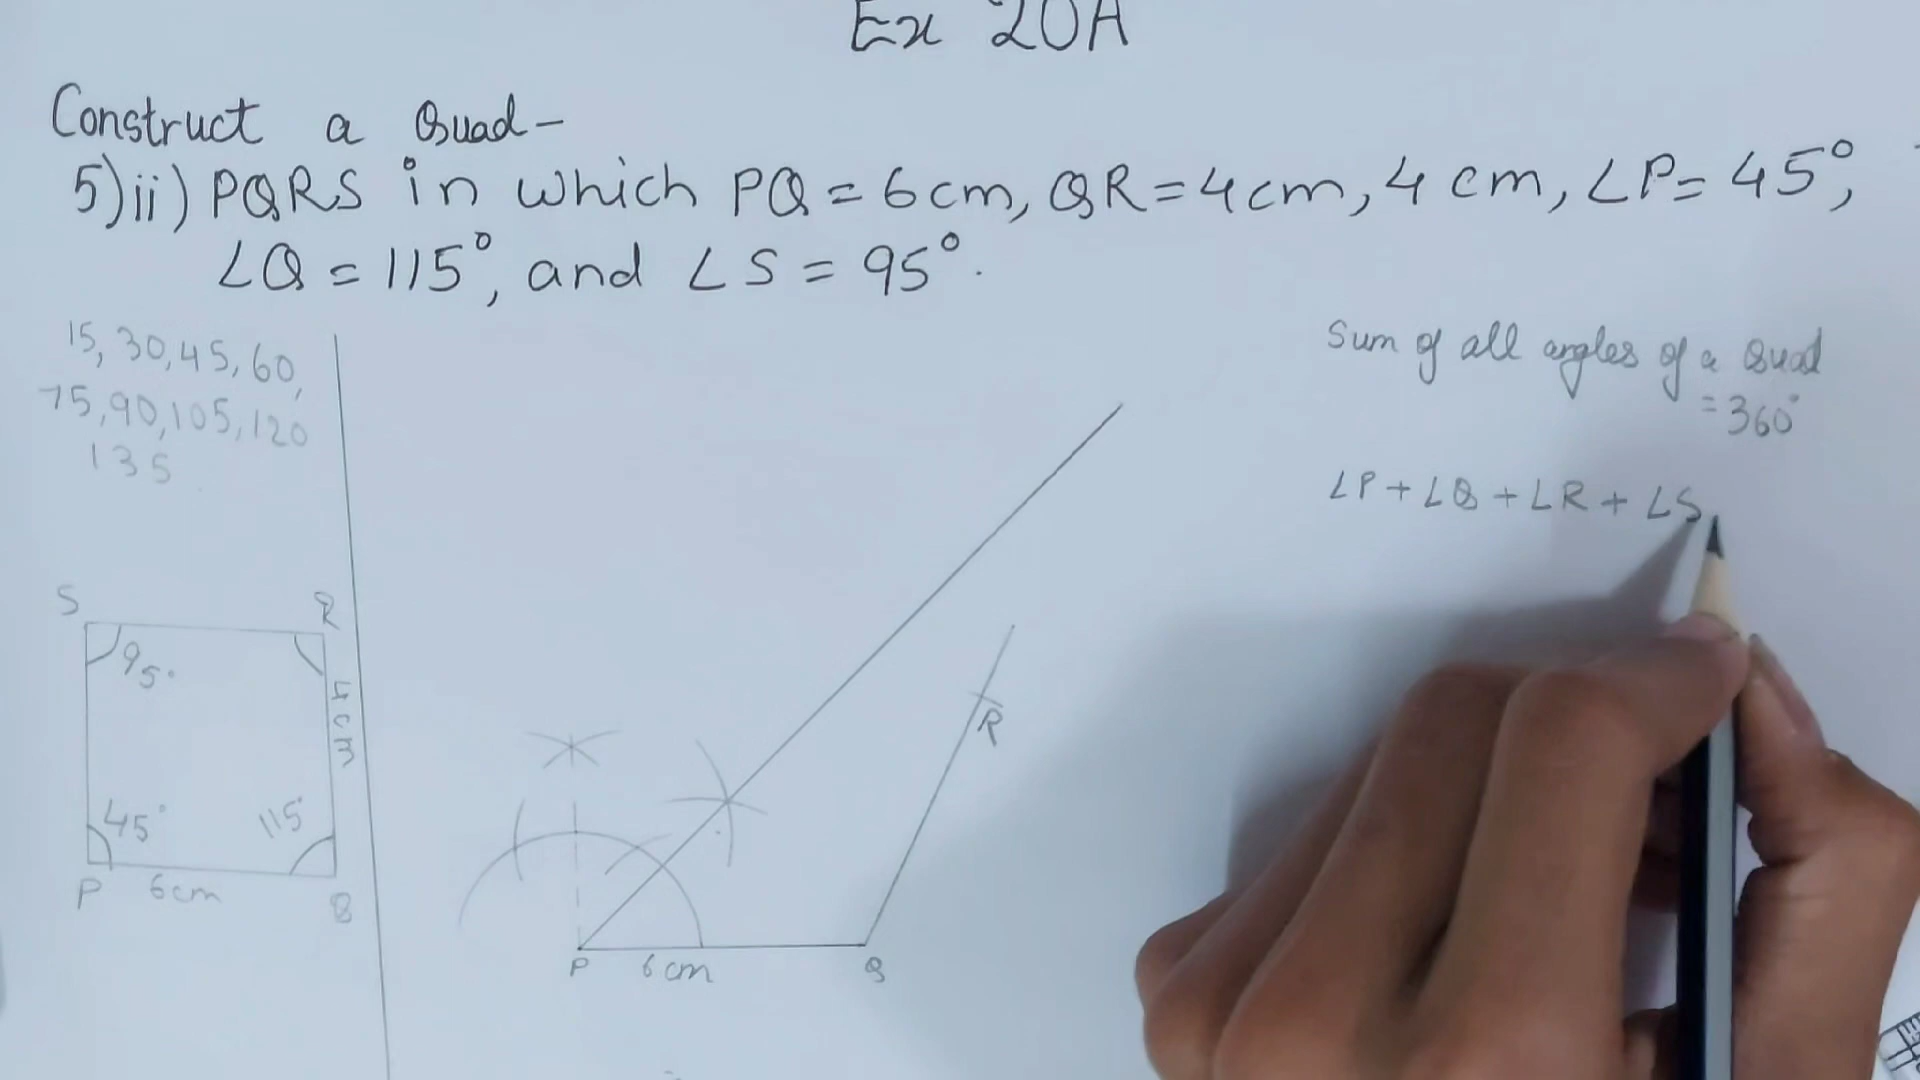 Ex 20A
Construct a Quad-
5)ii) PQRS in which PQ = 6cm, QR = 4cm, 4 cm, ∠P = 45°,
∠Q = 115°, and ∠S = 95°.
15, 30, 45, 60,
75, 90, 105, 120
135
Sum of all angles of a Quad
= 360°
∠P + ∠Q + ∠R + ∠S
S R
95°
4cm
45° 115°
P 6cm Q
R
P 6cm Q